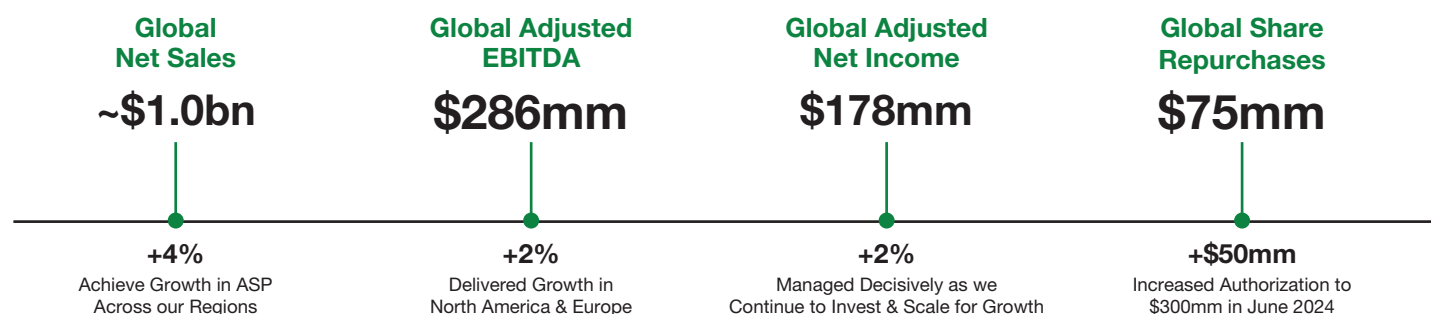 Global
Net Sales
~$1.0bn
+4%
Achieve Growth in ASP
Across our Regions
Global Adjusted
EBITDA
$286mm
+2%
Delivered Growth in
North America & Europe
Global Adjusted
Net Income
$178mm
+2%
Managed Decisively as we
Continue to Invest & Scale for Growth
Global Share
Repurchases
$75mm
+$50mm
Increased Authorization to
$300mm in June 2024